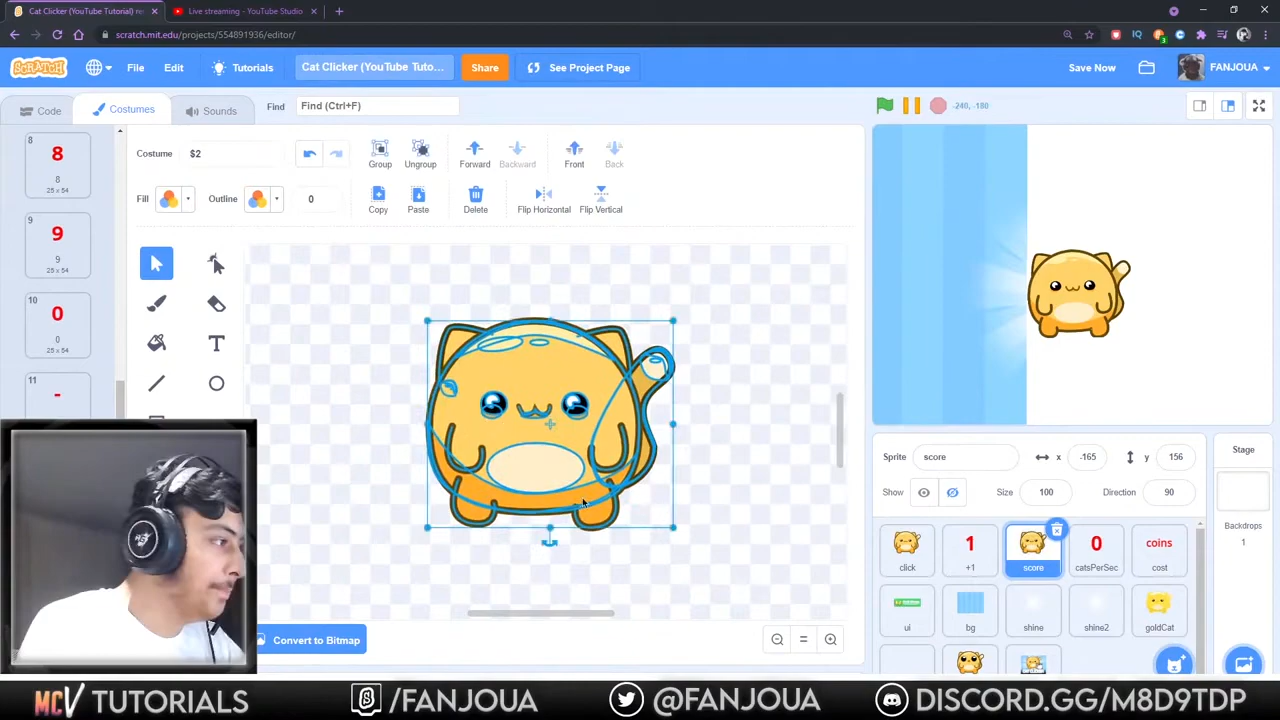 Cat Clicker (YouTube Tutorial) re
Live streaming - YouTube Studio
scratch.mit.edu/projects/554891936/editor/
SCRATCH
File
Edit
Tutorials
Cat Clicker (YouTube Tuto...
Share
See Project Page
Save Now
FANJOUA
Code
Costumes
Sounds
Find
Find (Ctrl+F)
-240, -180
8
8
8
25 x 54
9
9
9
25 x 54
10
0
0
25 x 54
11
-
Costume
$2
Group
Ungroup
Forward
Backward
Front
Back
Fill
Outline
0
Copy
Paste
Delete
Flip Horizontal
Flip Vertical
Convert to Bitmap
Sprite
score
x
-165
y
156
Show
Size
100
Direction
90
Stage
Backdrops
1
click
1
+1
score
0
catsPerSec
coins
cost
ui
bg
shine
shine2
goldCat
MCV TUTORIALS
/FANJOUA
@FANJOUA
DISCORD.GG/M8D9TDP